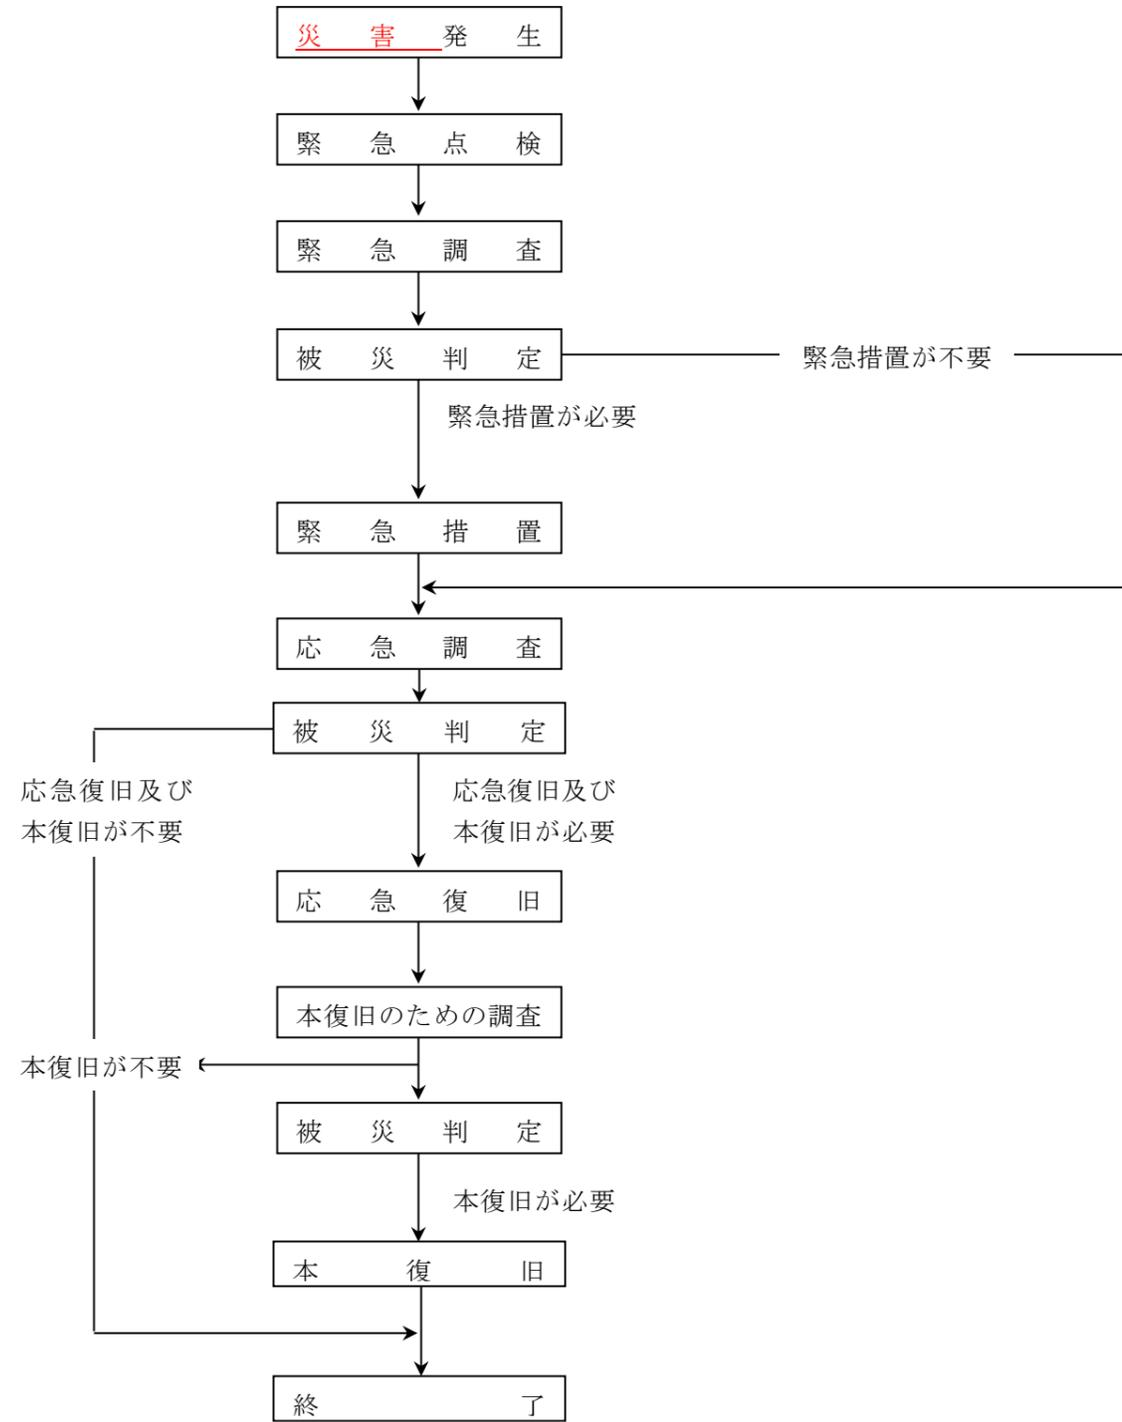 災害発生
緊急点検
緊急調査
被災判定
緊急措置が不要
緊急措置が必要
緊急措置
応急調査
被災判定
応急復旧及び
本復旧が不要
応急復旧及び
本復旧が必要
応急復旧
本復旧のための調査
本復旧が不要
被災判定
本復旧が必要
本復旧
終了